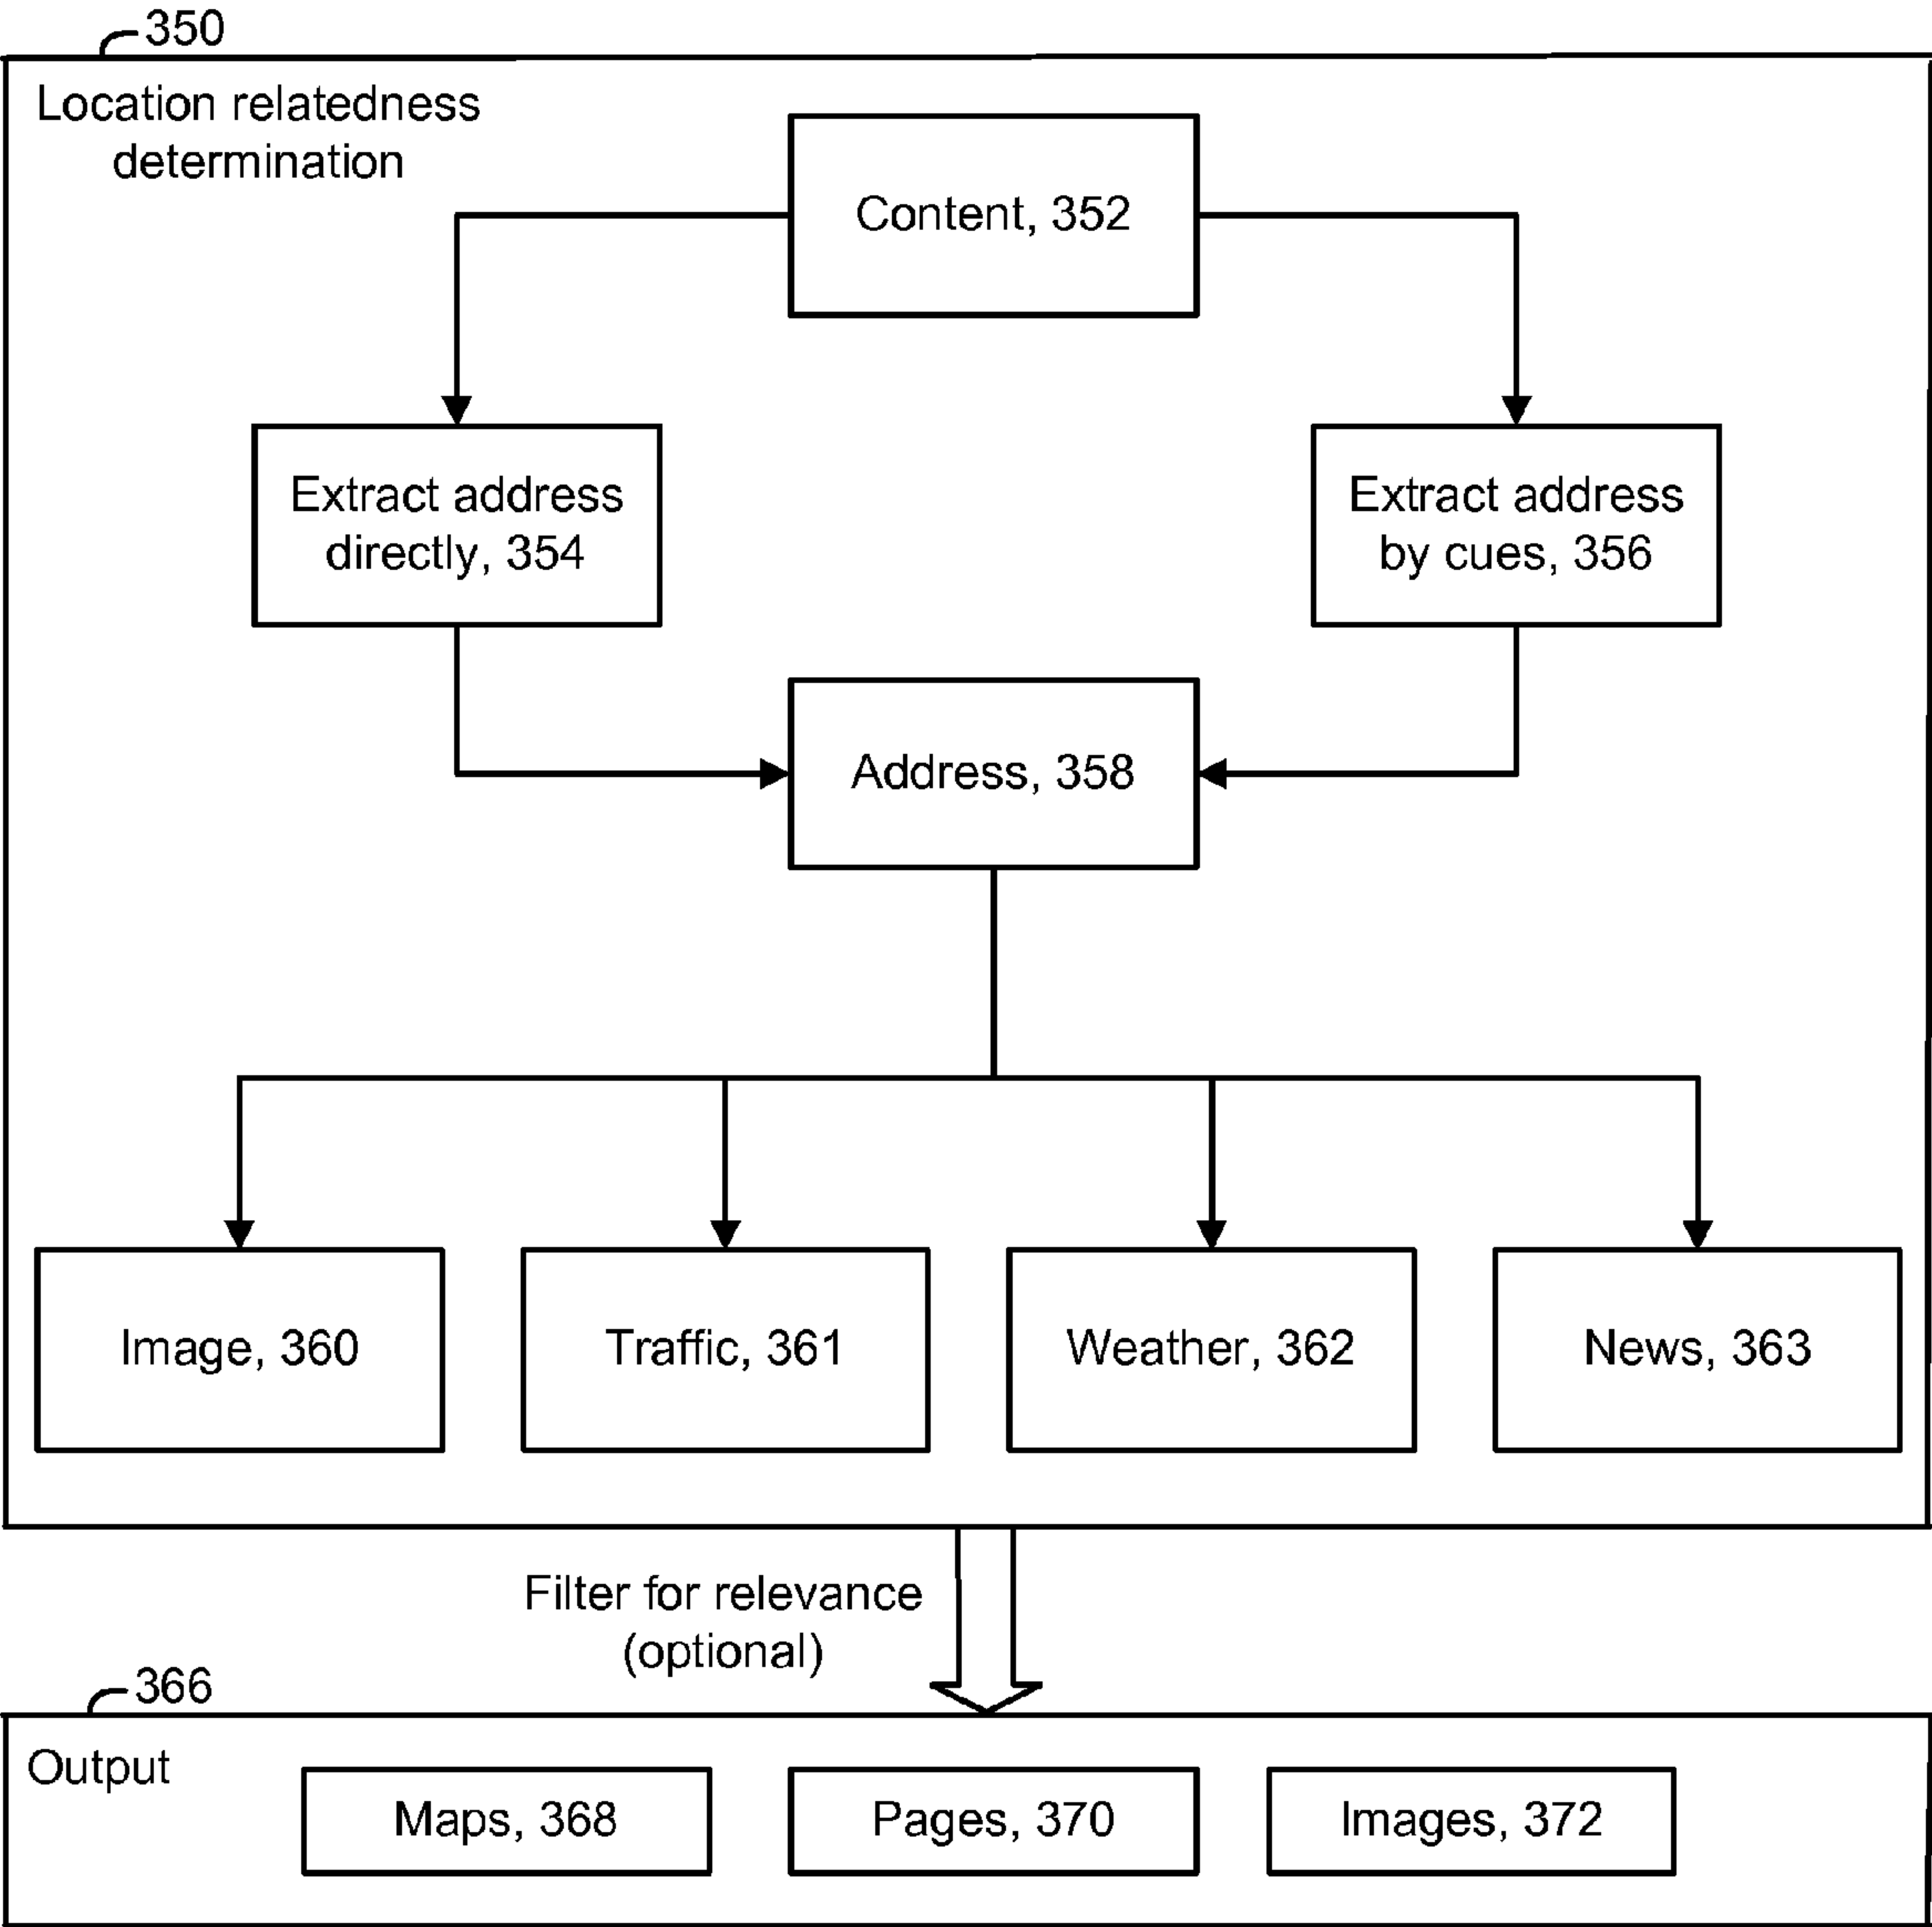 350
Location relatedness
determination
Content, 352
Extract address
directly, 354
Extract address
by cues, 356
Address, 358
Image, 360
Traffic, 361
Weather, 362
News, 363
Filter for relevance
(optional)
366
Output
Maps, 368
Pages, 370
Images, 372